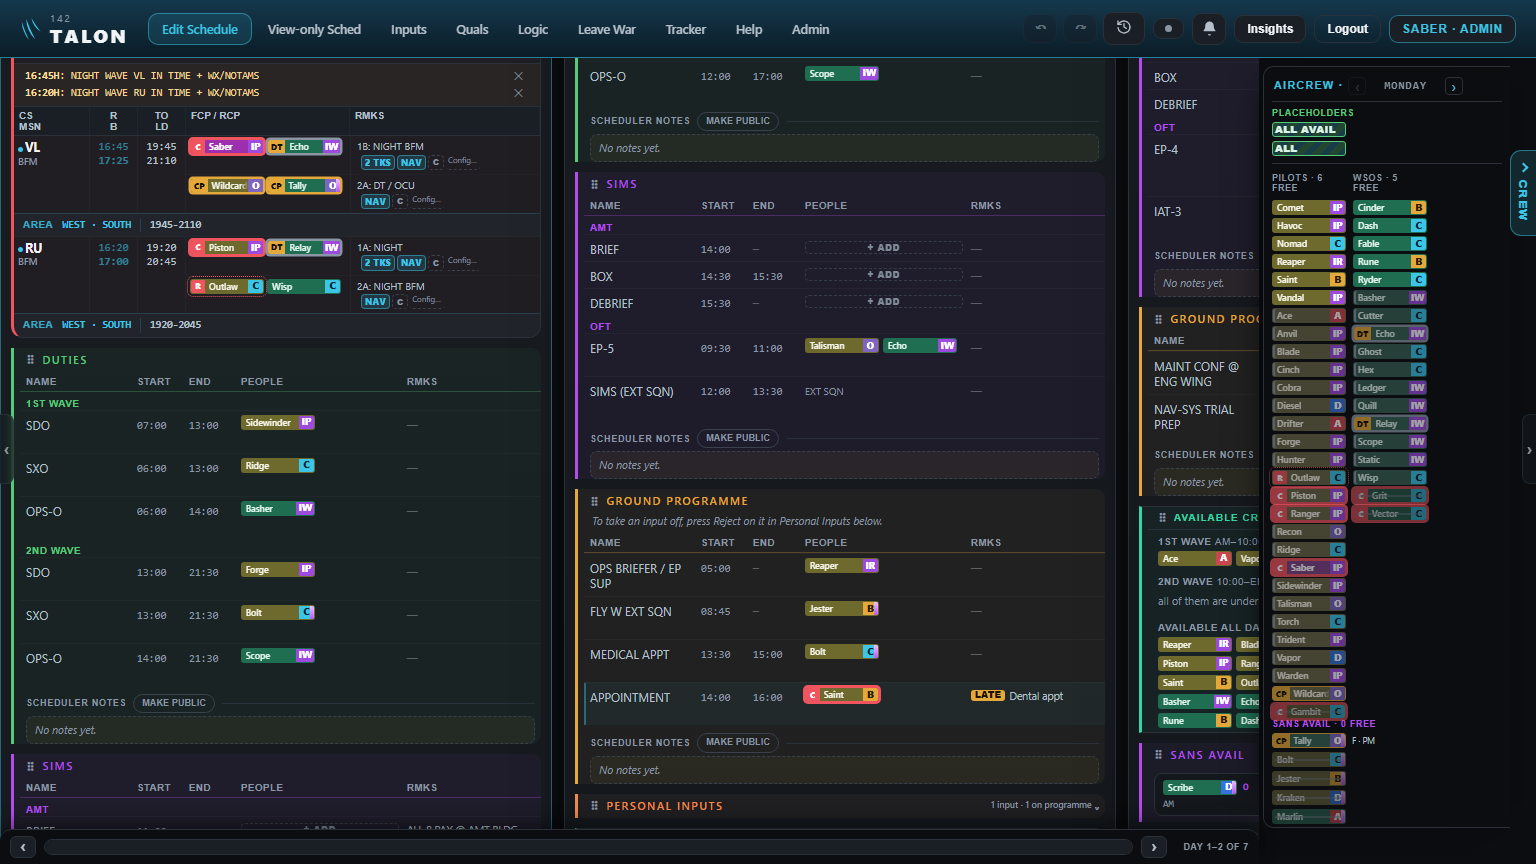 142
TALON
Edit Schedule
View-only Sched
Inputs
Quals
Logic
Leave War
Tracker
Help
Admin
Insights
Logout
SABER · ADMIN
16:45H: NIGHT WAVE VL IN TIME + WX/NOTAMS
16:20H: NIGHT WAVE RU IN TIME + WX/NOTAMS
CS MSN R B TO LD FCP / RCP RMKS
VL BFM 16:45 17:25 19:45 21:10
C Saber IP DT Echo IW 1B: NIGHT BFM
2 TKS NAV C Config...
CP Wildcard O CP Tally O 2A: DT / OCU
NAV C Config...
AREA WEST · SOUTH 1945-2110
RU BFM 16:20 17:00 19:20 20:45
C Piston IP DT Relay IW 1A: NIGHT
2 TKS NAV C Config...
R Outlaw C Wisp C 2A: NIGHT BFM
NAV C Config...
AREA WEST · SOUTH 1920-2045
DUTIES
NAME START END PEOPLE RMKS
1ST WAVE
SDO 07:00 13:00 Sidewinder IP —
SXO 06:00 13:00 Ridge C —
OPS-O 06:00 14:00 Basher IW —
2ND WAVE
SDO 13:00 21:30 Forge IP —
SXO 13:00 21:30 Bolt C —
OPS-O 14:00 21:30 Scope IW —
SCHEDULER NOTES MAKE PUBLIC
No notes yet.
SIMS
NAME START END PEOPLE RMKS
AMT
OPS-O 12:00 17:00 Scope IW —
SCHEDULER NOTES MAKE PUBLIC
No notes yet.
SIMS
NAME START END PEOPLE RMKS
AMT
BRIEF 14:00 – + ADD —
BOX 14:30 15:30 + ADD —
DEBRIEF 15:30 – + ADD —
OFT
EP-5 09:30 11:00 Talisman O Echo IW —
SIMS (EXT SQN) 12:00 13:30 EXT SQN —
SCHEDULER NOTES MAKE PUBLIC
No notes yet.
GROUND PROGRAMME
To take an input off, press Reject on it in Personal Inputs below.
NAME START END PEOPLE RMKS
OPS BRIEFER / EP SUP 05:00 – Reaper IR —
FLY W EXT SQN 08:45 – Jester B —
MEDICAL APPT 13:30 15:00 Bolt C —
APPOINTMENT 14:00 16:00 C Saint B LATE Dental appt
SCHEDULER NOTES MAKE PUBLIC
No notes yet.
PERSONAL INPUTS 1 input · 1 on programme
BOX
DEBRIEF
OFT
EP-4
IAT-3
SCHEDULER NOTES
No notes yet.
GROUND PROG
NAME
MAINT CONF @ ENG WING
NAV-SYS TRIAL PREP
SCHEDULER NOTES
No notes yet.
AVAILABLE CR
1ST WAVE AM–10:0
Ace A Vapo
2ND WAVE 10:00–E
all of them are under
AVAILABLE ALL DA
Reaper IR Blad
Piston IP Rang
Saint B Outl
Basher IW Echo
Rune B Dash
SANS AVAIL
Scribe D O
AM
AIRCREW · MONDAY
PLACEHOLDERS
ALL AVAIL
ALL
PILOTS · 6 FREE WSOS · 5 FREE
Comet IP Cinder B
Havoc IP Dash C
Nomad C Fable C
Reaper IR Rune B
Saint B Ryder C
Vandal IP Basher IW
Ace A Cutter C
Anvil IP DT Echo IW
Blade IP Ghost C
Cinch IP Hex C
Cobra IP Ledger IW
Diesel D Quill IW
Drifter A DT Relay IW
Forge IP Scope IW
Hunter IP Static IW
R Outlaw C Wisp C
C Piston IP C Grit C
C Ranger IP C Vector C
Recon O
Ridge C
C Saber IP
Sidewinder IP
Talisman O
Torch C
Trident IP
Vapor D
Warden IP
CP Wildcard O
C Gambit C
SANS AVAIL · 0 FREE
CP Tally O F · PM
Bolt C
Jester B
Kraken D
Marlin A
CREW
DAY 1–2 OF 7